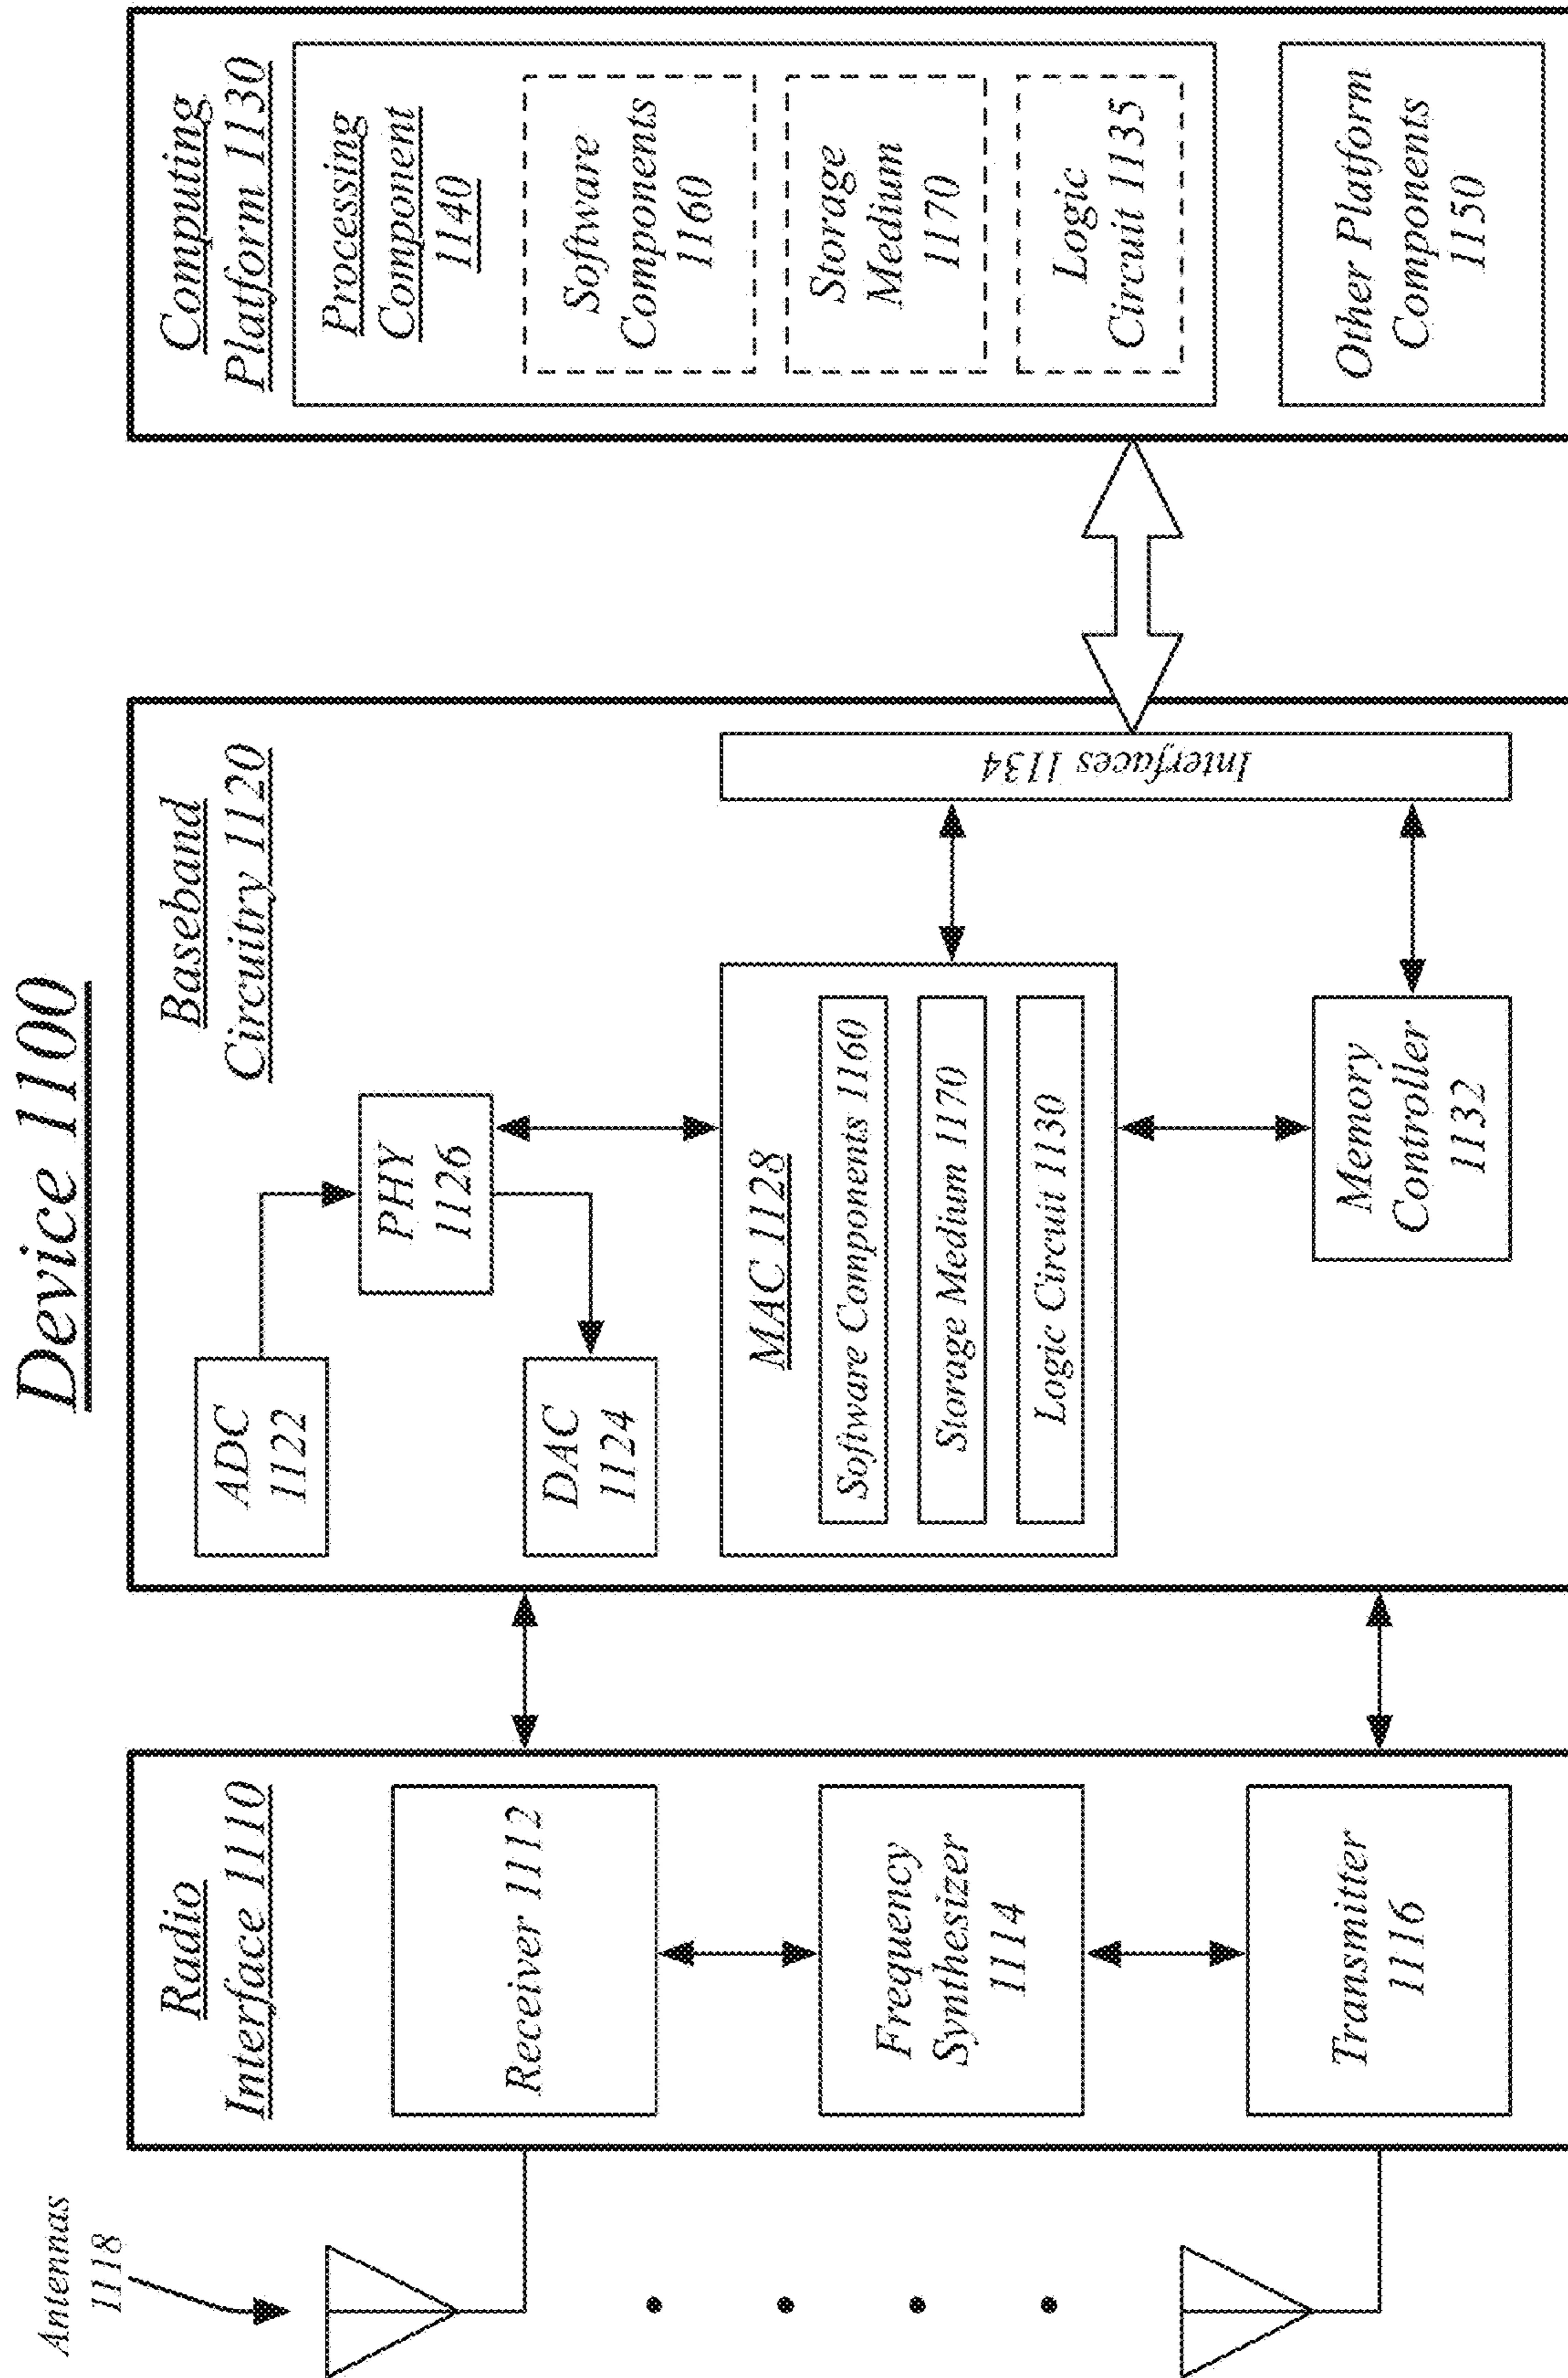 Device 1100
Antennas
1118
Radio
Interface 1110
Receiver 1112
Frequency
Synthesizer
1114
Transmitter
1116
Baseband
Circuitry 1120
ADC
1122
PHY
1126
DAC
1124
MAC 1128
Software Components 1160
Storage Medium 1170
Logic Circuit 1130
Memory
Controller
1132
Interfaces 1134
Computing
Platform 1130
Processing
Component
1140
Software
Components
1160
Storage
Medium
1170
Logic
Circuit 1135
Other Platform
Components
1150